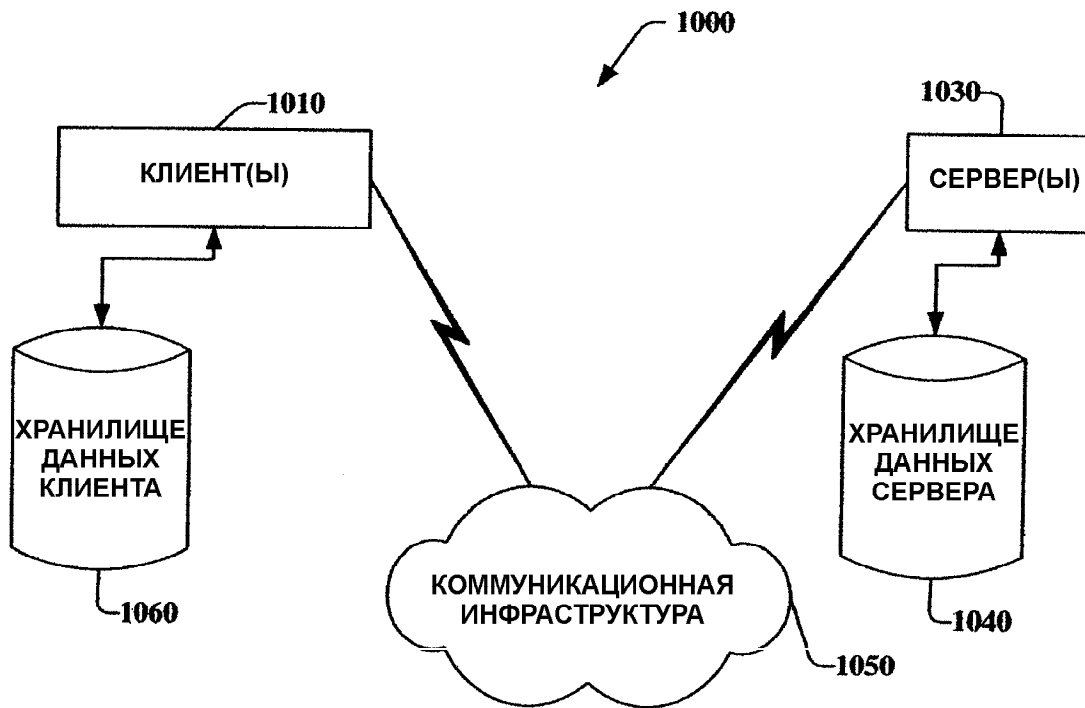 1000
1010
КЛИЕНТ(Ы)
1030
СЕРВЕР(Ы)
ХРАНИЛИЩЕ
ДАННЫХ
КЛИЕНТА
1060
ХРАНИЛИЩЕ
ДАННЫХ
СЕРВЕРА
1040
КОММУНИКАЦИОННАЯ
ИНФРАСТРУКТУРА
1050